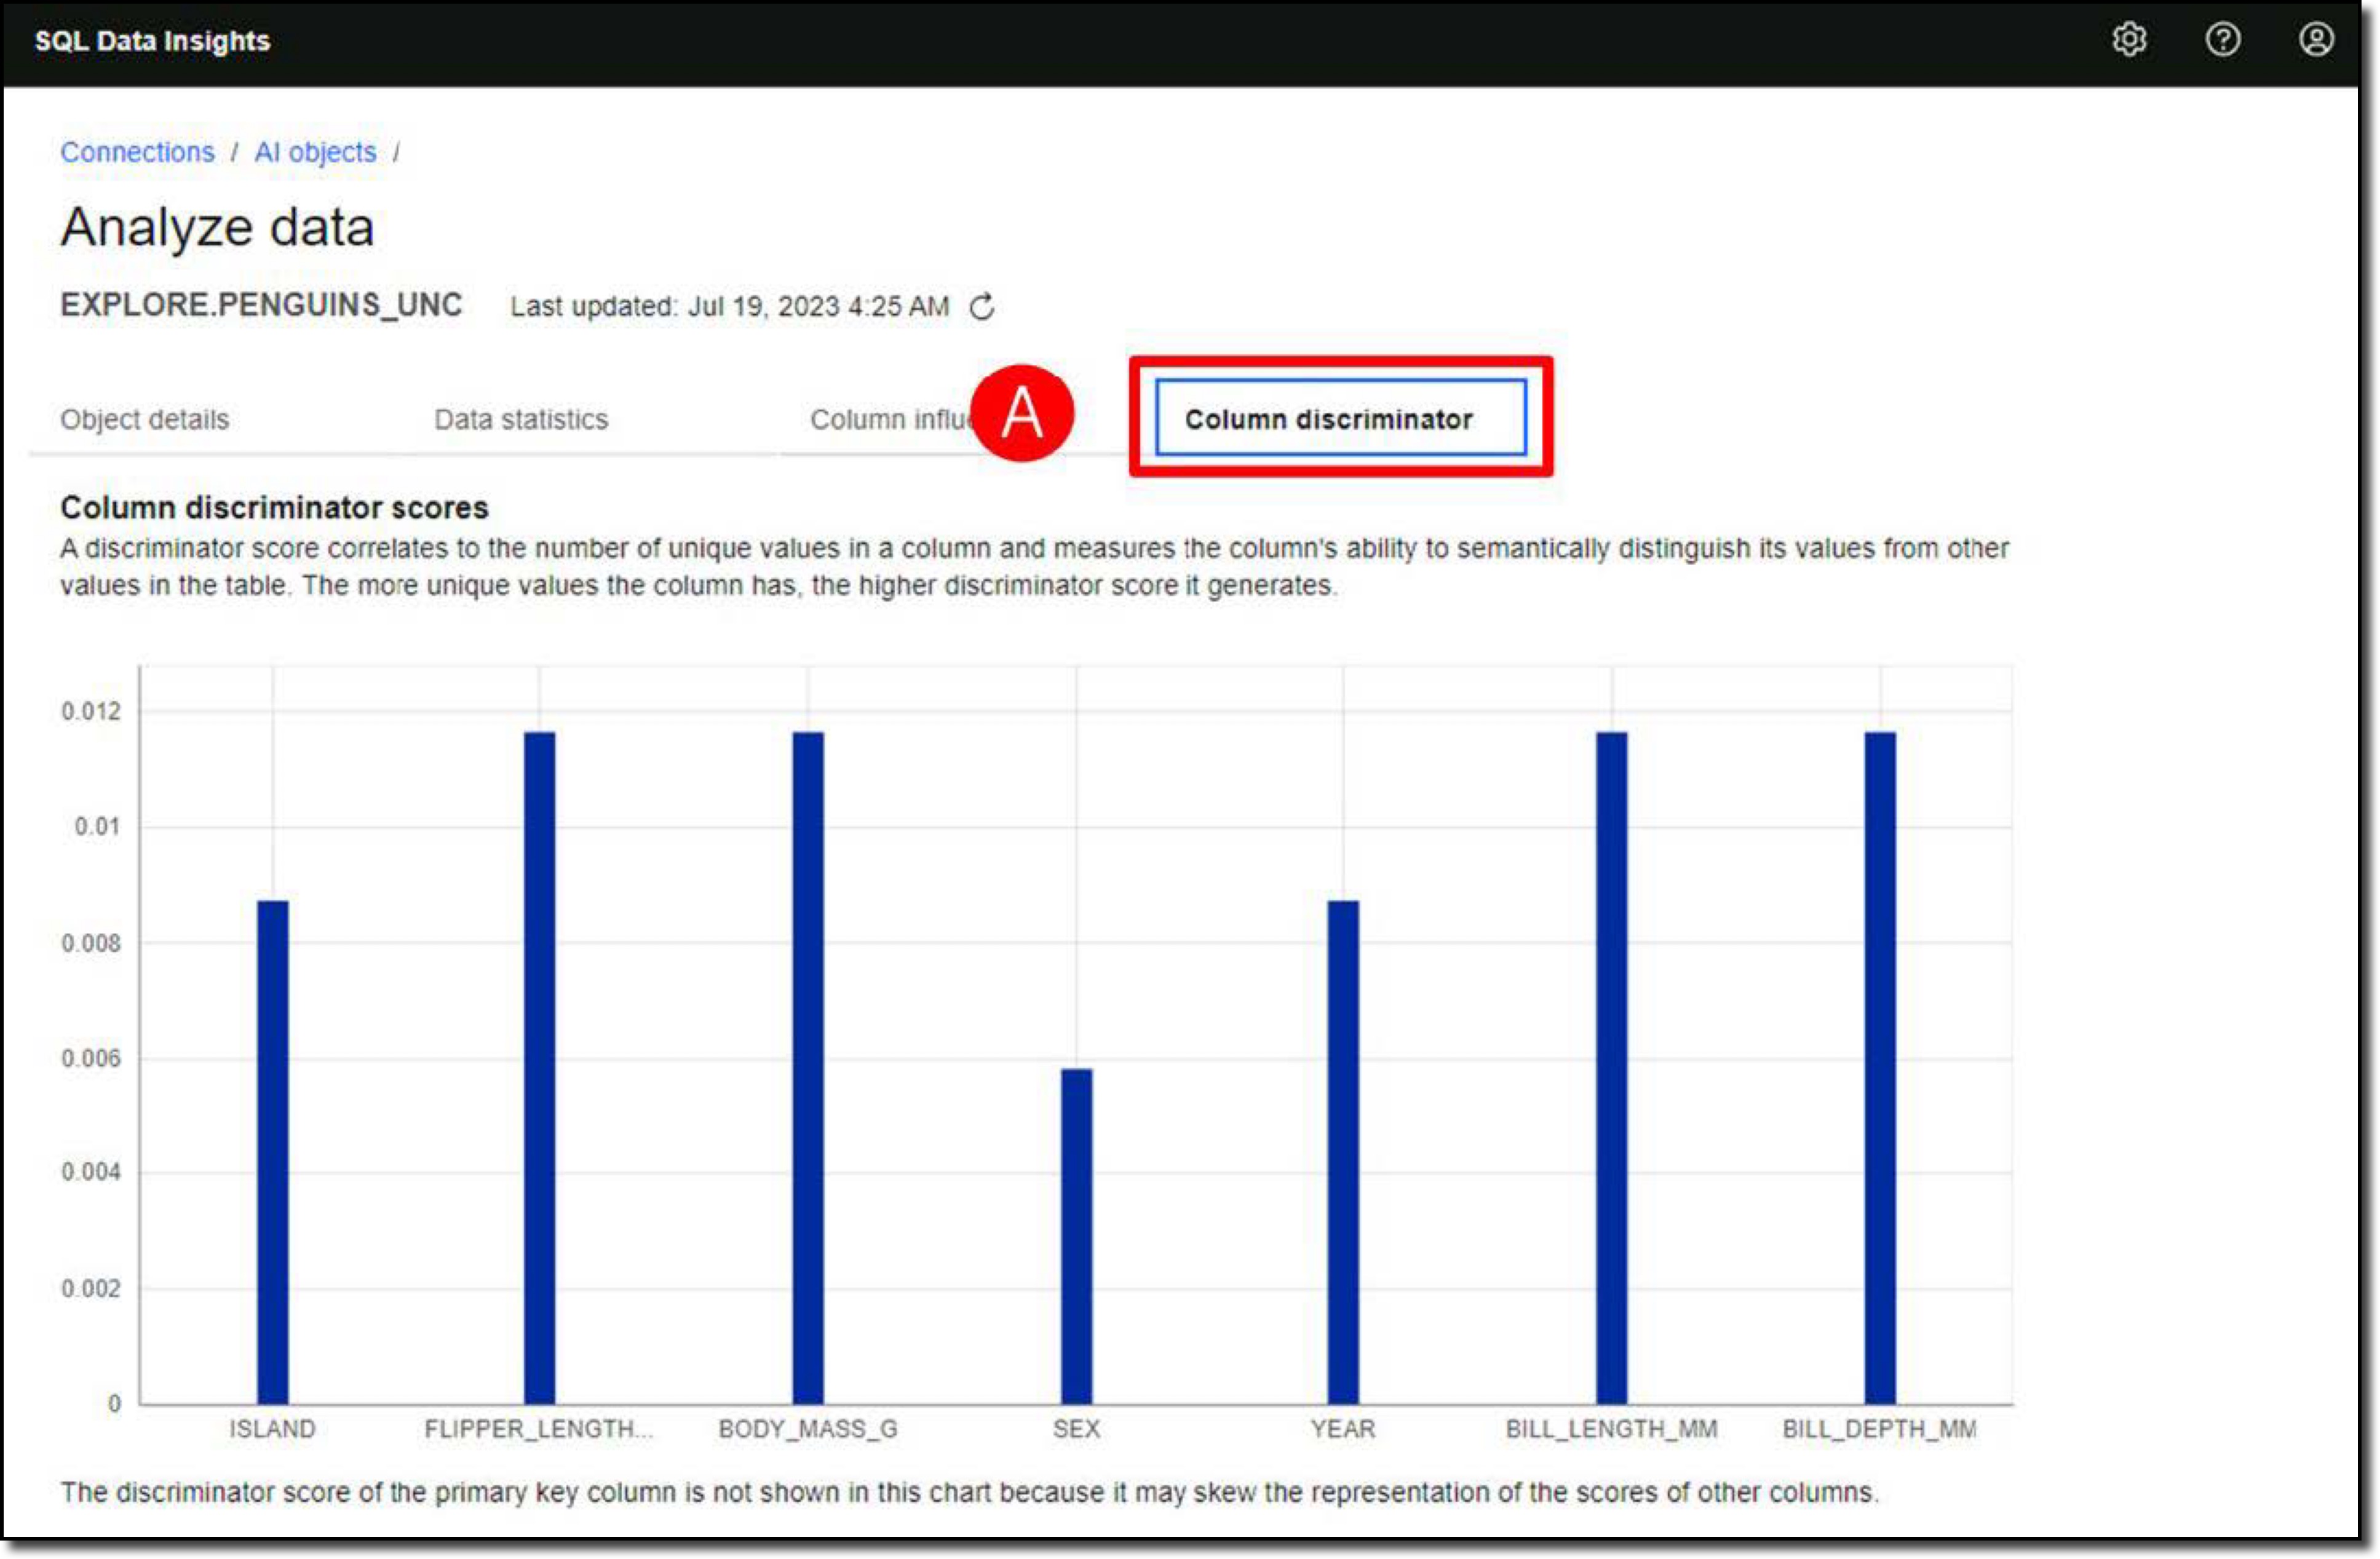 SQL Data Insights
Connections / AI objects /
Analyze data
EXPLORE.PENGUINS_UNC Last updated: Jul 19, 2023 4:25 AM
Object details Data statistics Column influ A Column discriminator
Column discriminator scores
A discriminator score correlates to the number of unique values in a column and measures the column's ability to semantically distinguish its values from other
values in the table. The more unique values the column has, the higher discriminator score it generates.
0.012
0.01
0.008
0.006
0.004
0.002
0
ISLAND FLIPPER_LENGTH... BODY_MASS_G SEX YEAR BILL_LENGTH_MM BILL_DEPTH_MM
The discriminator score of the primary key column is not shown in this chart because it may skew the representation of the scores of other columns.